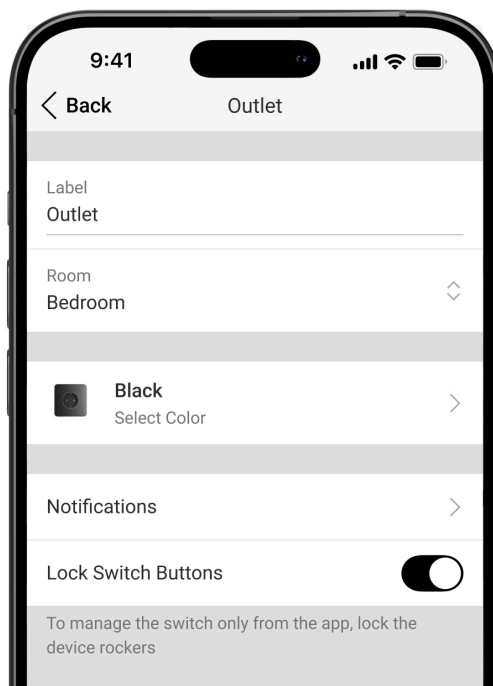 9:41
Back
Outlet
Label
Outlet
Room
Bedroom
Black
Select Color
Notifications
Lock Switch Buttons
To manage the switch only from the app, lock the
device rockers